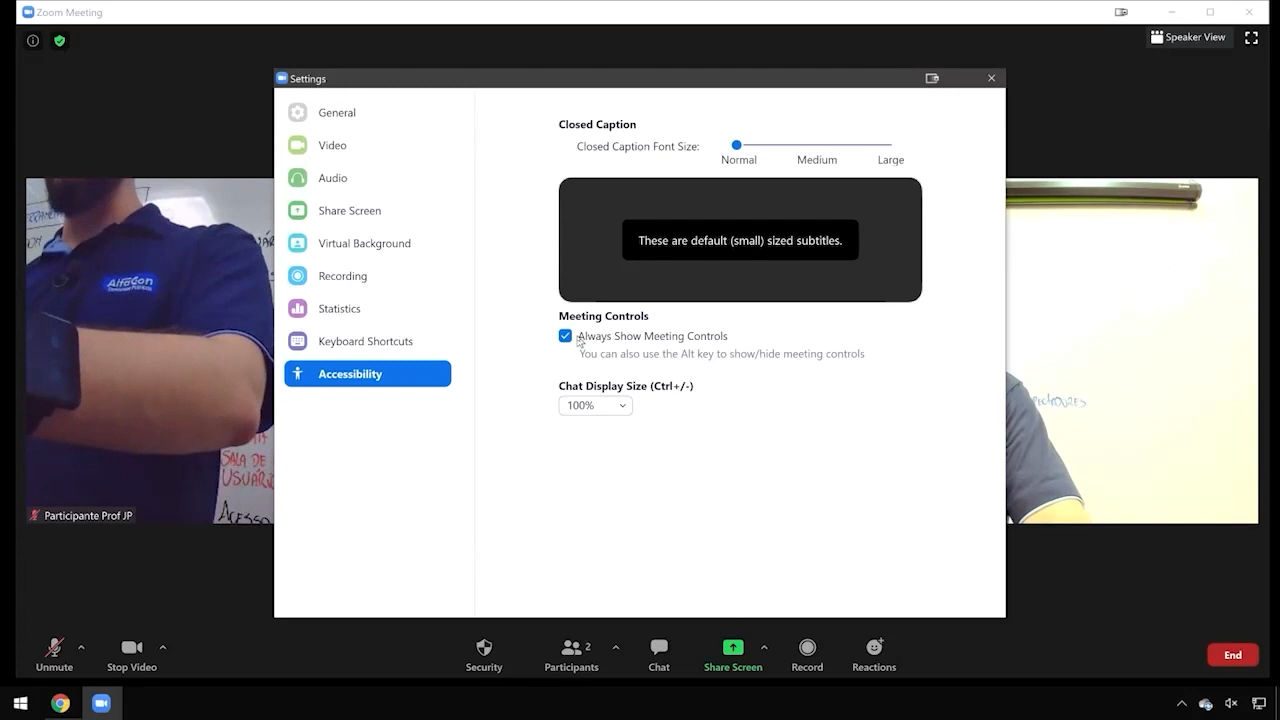 Zoom Meeting
Speaker View
Settings
General
Video
Audio
Share Screen
Virtual Background
Recording
Statistics
Keyboard Shortcuts
Accessibility
Closed Caption
Closed Caption Font Size:
Normal Medium Large
These are default (small) sized subtitles.
Meeting Controls
Always Show Meeting Controls
You can also use the Alt key to show/hide meeting controls
Chat Display Size (Ctrl+/-)
100%
AlfaCon
SALA DE
USUÁRIO
ACESSO
Participante Prof JP
Unmute
Stop Video
Security
Participants 2
Chat
Share Screen
Record
Reactions
End